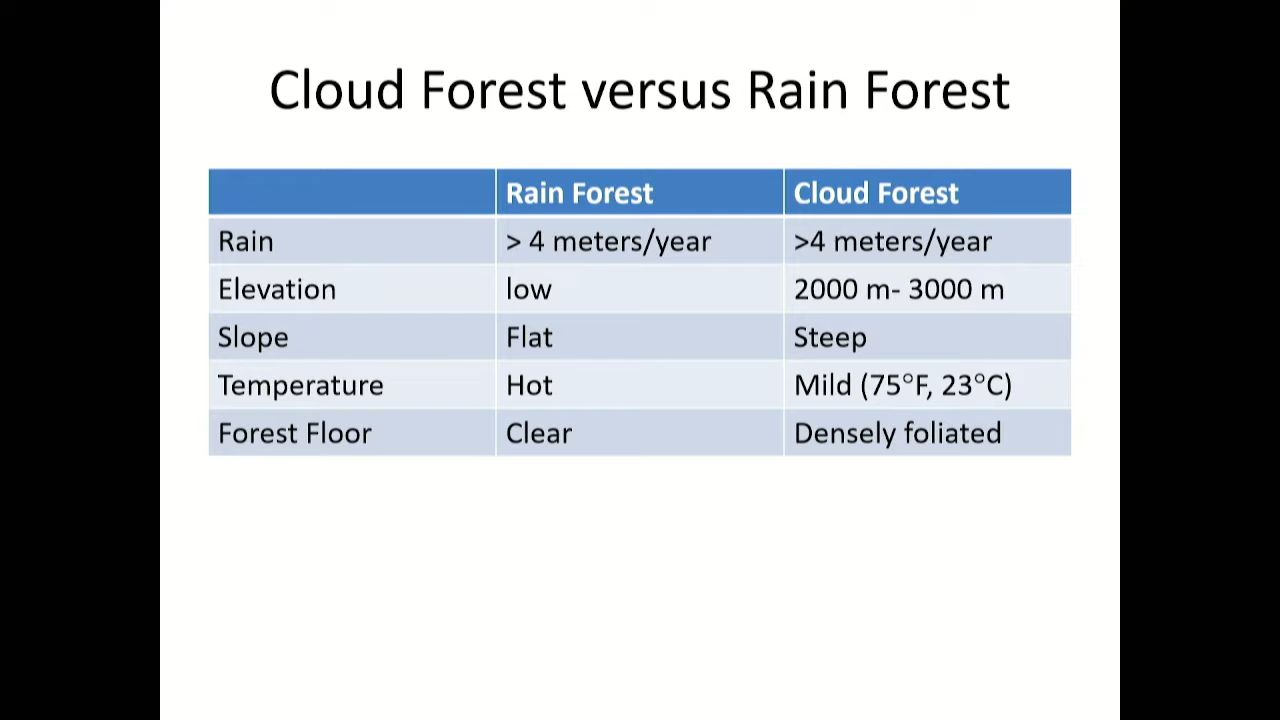 Cloud Forest versus Rain Forest
Rain Forest Cloud Forest
Rain > 4 meters/year >4 meters/year
Elevation low 2000 m- 3000 m
Slope Flat Steep
Temperature Hot Mild (75°F, 23°C)
Forest Floor Clear Densely foliated